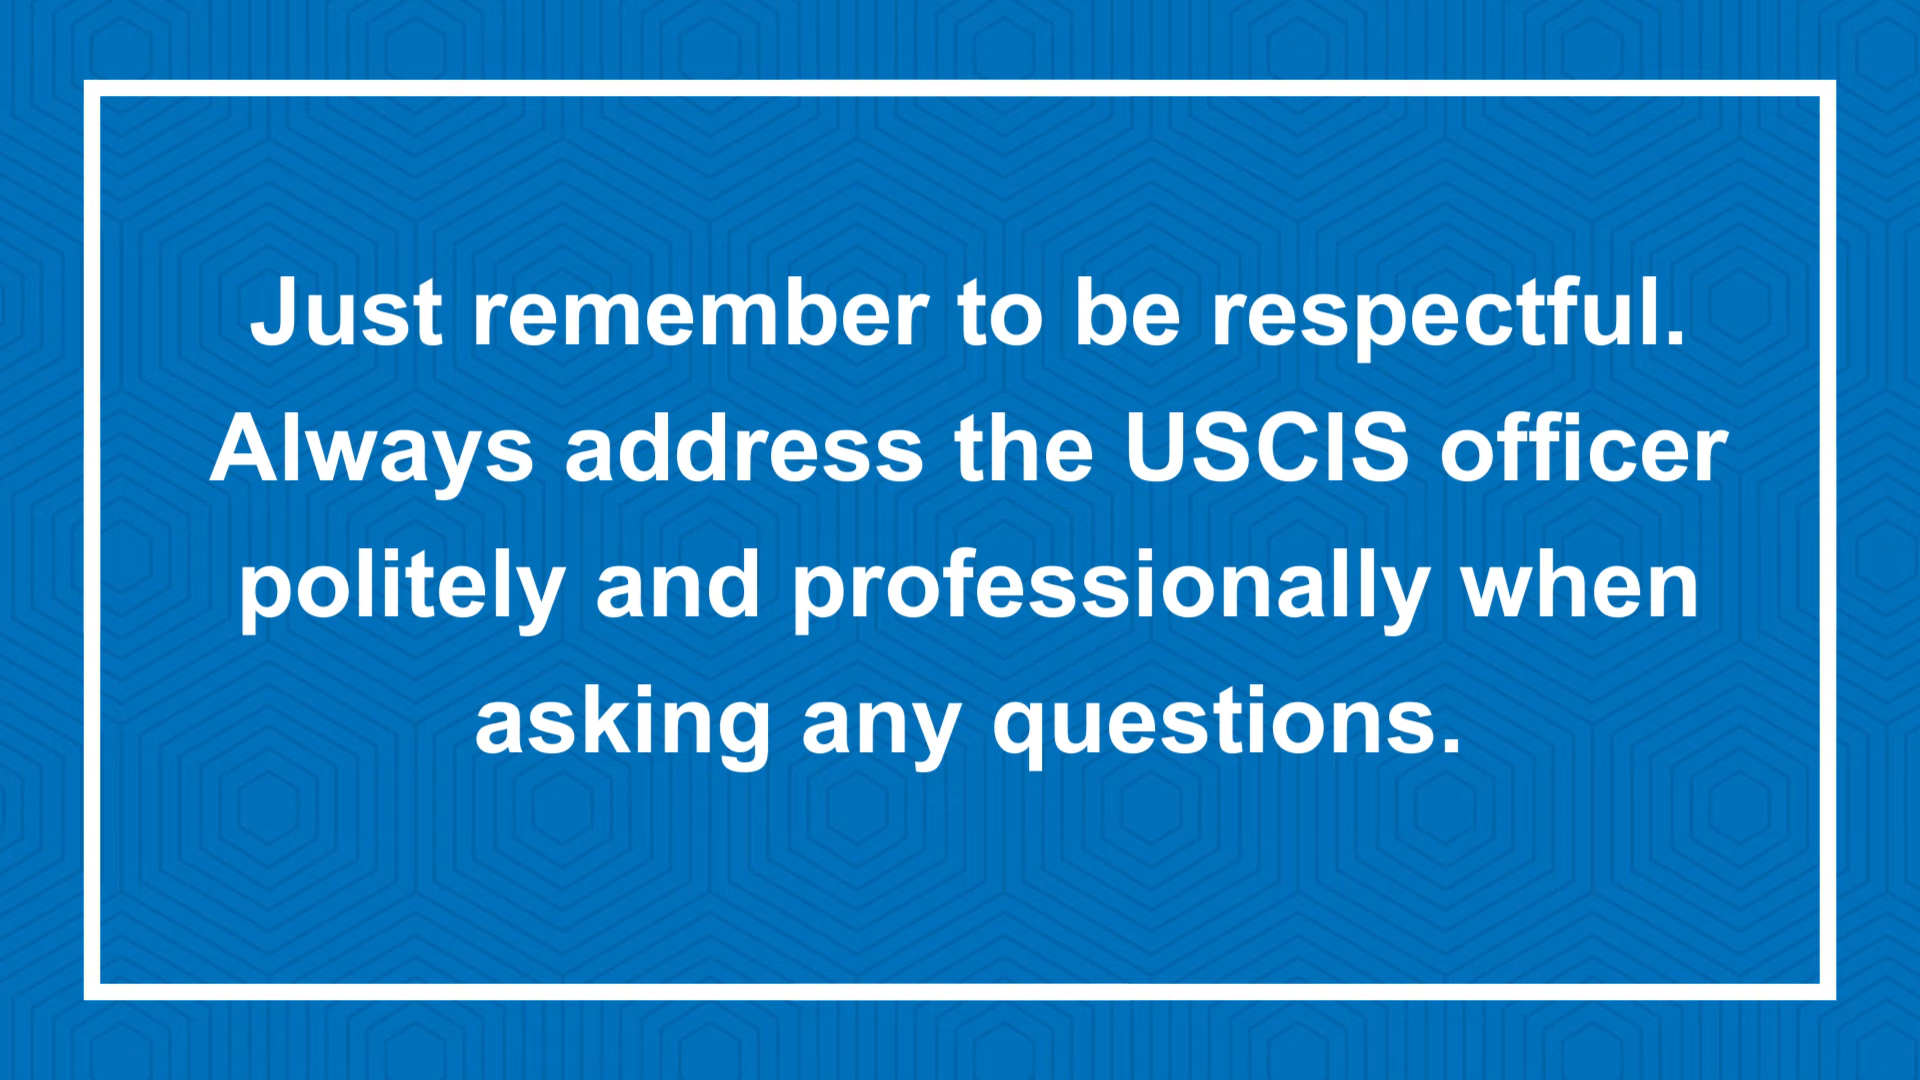 Just remember to be respectful.
Always address the USCIS officer
politely and professionally when
asking any questions.